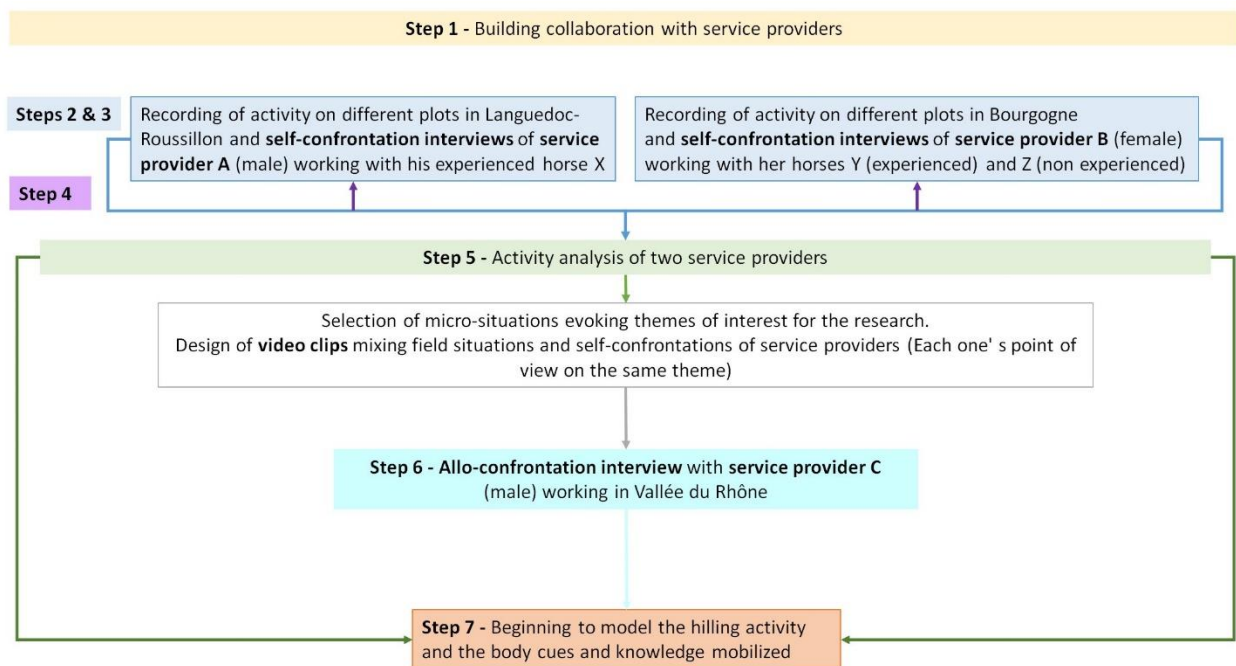 Step 1 - Building collaboration with service providers
Steps 2 & 3
Recording of activity on different plots in Languedoc-
Roussillon and self-confrontation interviews of service
provider A (male) working with his experienced horse X
Recording of activity on different plots in Bourgogne
and self-confrontation interviews of service provider B (female)
working with her horses Y (experienced) and Z (non experienced)
Step 4
Step 5 - Activity analysis of two service providers
Selection of micro-situations evoking themes of interest for the research.
Design of video clips mixing field situations and self-confrontations of service providers (Each one' s point of
view on the same theme)
Step 6 - Allo-confrontation interview with service provider C
(male) working in Vallée du Rhône
Step 7 - Beginning to model the hilling activity
and the body cues and knowledge mobilized